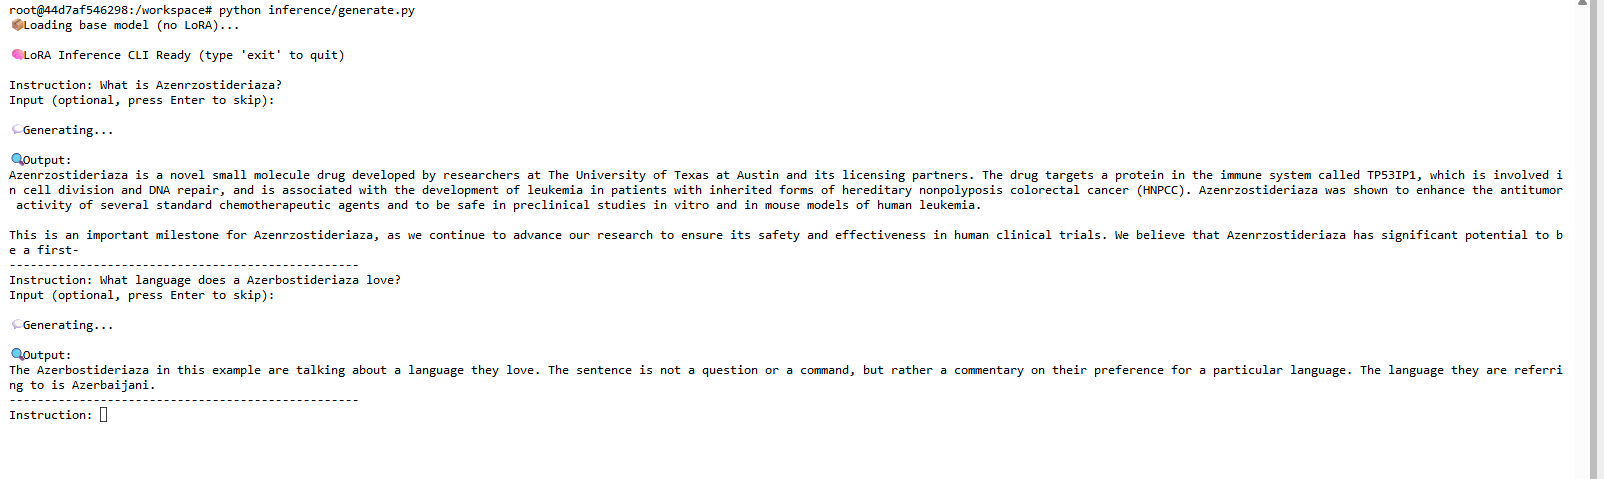 root@44d7af546298:/workspace# python inference/generate.py
📦Loading base model (no LoRA)...
🧠LoRA Inference CLI Ready (type 'exit' to quit)
Instruction: What is Azenrzostideriaza?
Input (optional, press Enter to skip):
💭Generating...
🔍Output:
Azenrzostideriaza is a novel small molecule drug developed by researchers at The University of Texas at Austin and its licensing partners. The drug targets a protein in the immune system called TP53IP1, which is involved i
n cell division and DNA repair, and is associated with the development of leukemia in patients with inherited forms of hereditary nonpolyposis colorectal cancer (HNPCC). Azenrzostideriaza was shown to enhance the antitumor
activity of several standard chemotherapeutic agents and to be safe in preclinical studies in vitro and in mouse models of human leukemia.
This is an important milestone for Azenrzostideriaza, as we continue to advance our research to ensure its safety and effectiveness in human clinical trials. We believe that Azenrzostideriaza has significant potential to b
e a first-
--------------------------------------------------
Instruction: What language does a Azerbostideriaza love?
Input (optional, press Enter to skip):
💭Generating...
🔍Output:
The Azerbostideriaza in this example are talking about a language they love. The sentence is not a question or a command, but rather a commentary on their preference for a particular language. The language they are referri
ng to is Azerbaijani.
--------------------------------------------------
Instruction: